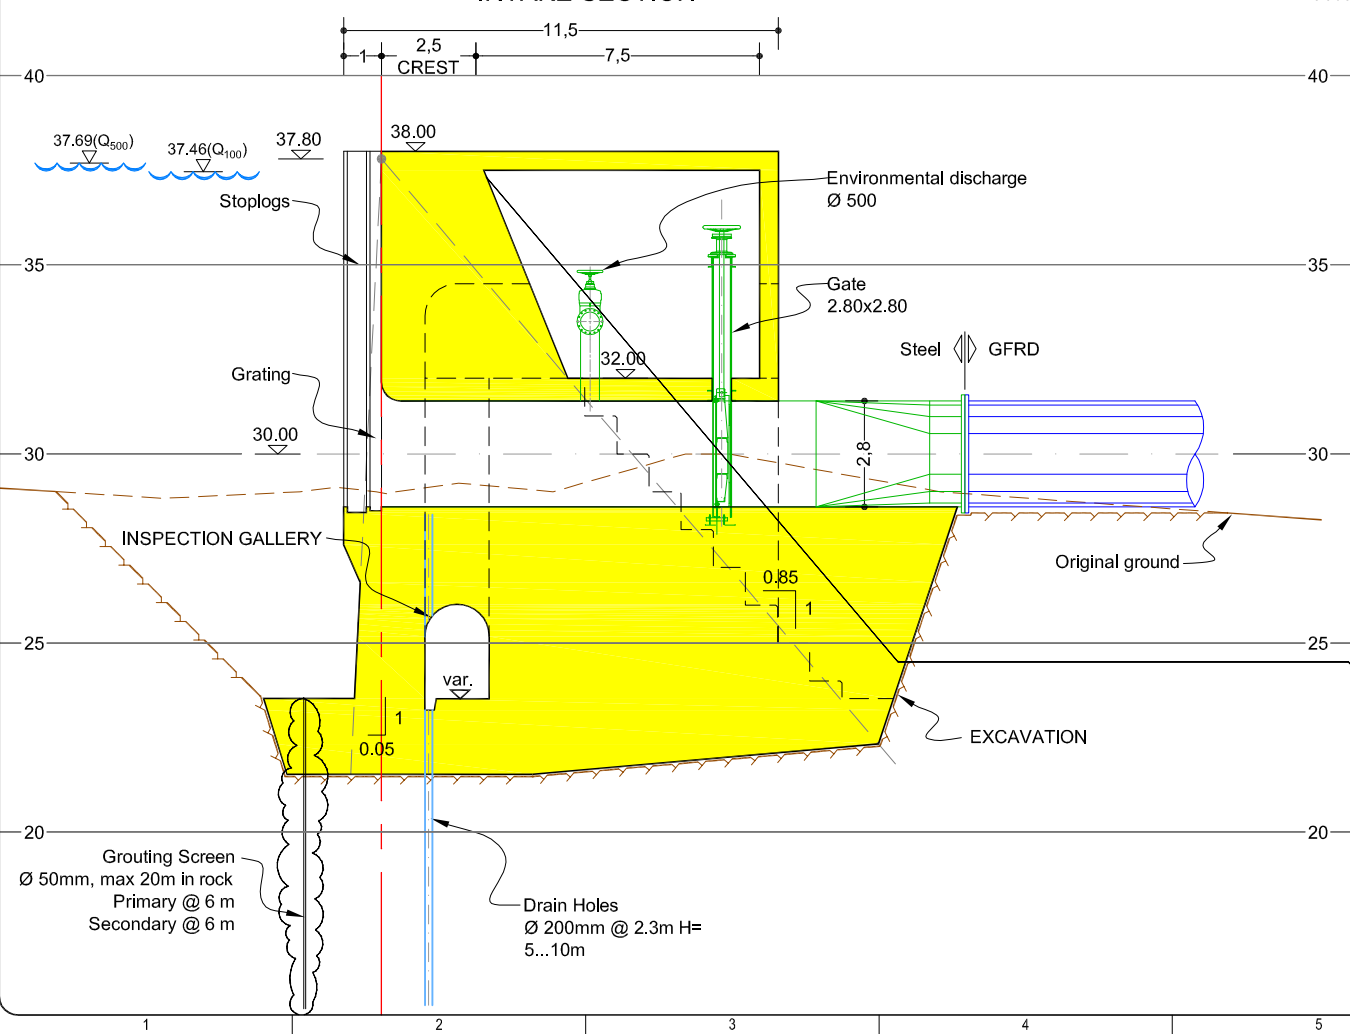 INTAKE SECTION
11,5
1
2,5
CREST
7,5
40
40
37.69(Q500)
37.46(Q100)
37.80
38.00
Stoplogs
Environmental discharge
Ø 500
35
35
Gate
2.80x2.80
Steel
GFRD
32.00
Grating
30.00
30
30
2,8
INSPECTION GALLERY
Original ground
0.85
1
25
25
var.
1
0.05
EXCAVATION
20
20
Grouting Screen
Ø 50mm, max 20m in rock
Primary @ 6 m
Secondary @ 6 m
Drain Holes
Ø 200mm @ 2.3m H=
5...10m
1
2
3
4
5